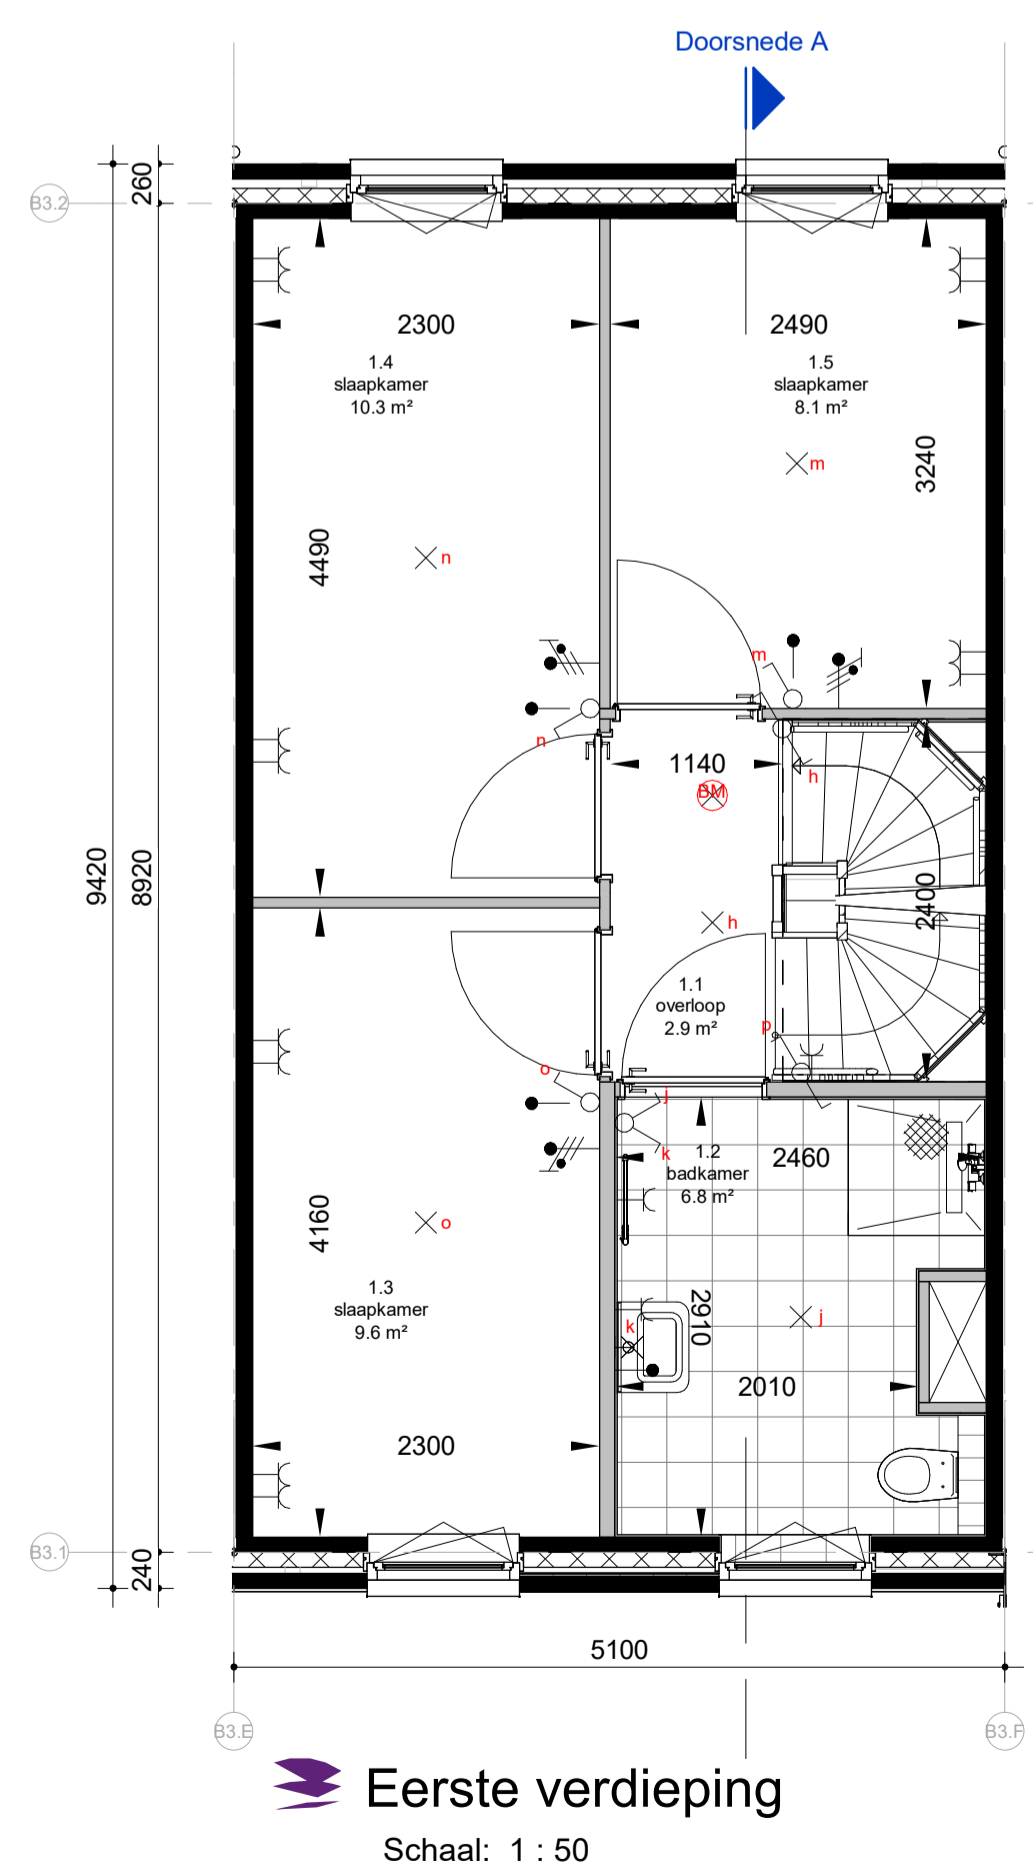 Doorsnede A
260
B3.2
2300
2490
1.4
slaapkamer
10.3 m²
1.5
slaapkamer
8.1 m²
3240
m
4490
n
m
n
1140
h
BM
9420
8920
2400
h
1.1
overloop
2.9 m²
p
o
j
k
1.2
badkamer
6.8 m²
2460
4160
o
1.3
slaapkamer
9.6 m²
2910
k
j
2010
2300
B3.1
240
5100
B3.E
B3.F
Eerste verdieping
Schaal: 1 : 50